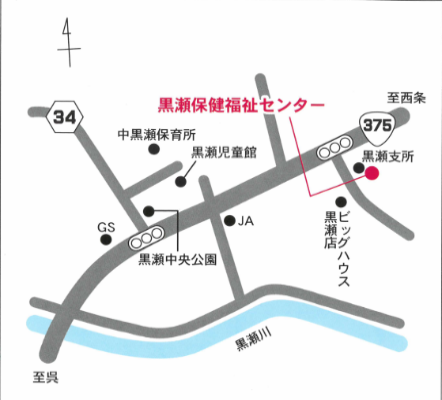 至西条
黒瀬保健福祉センター
34
375
中黒瀬保育所
黒瀬児童館
黒瀬支所
GS
JA
ビッグハウス
黒瀬店
黒瀬中央公園
黒瀬川
至呉